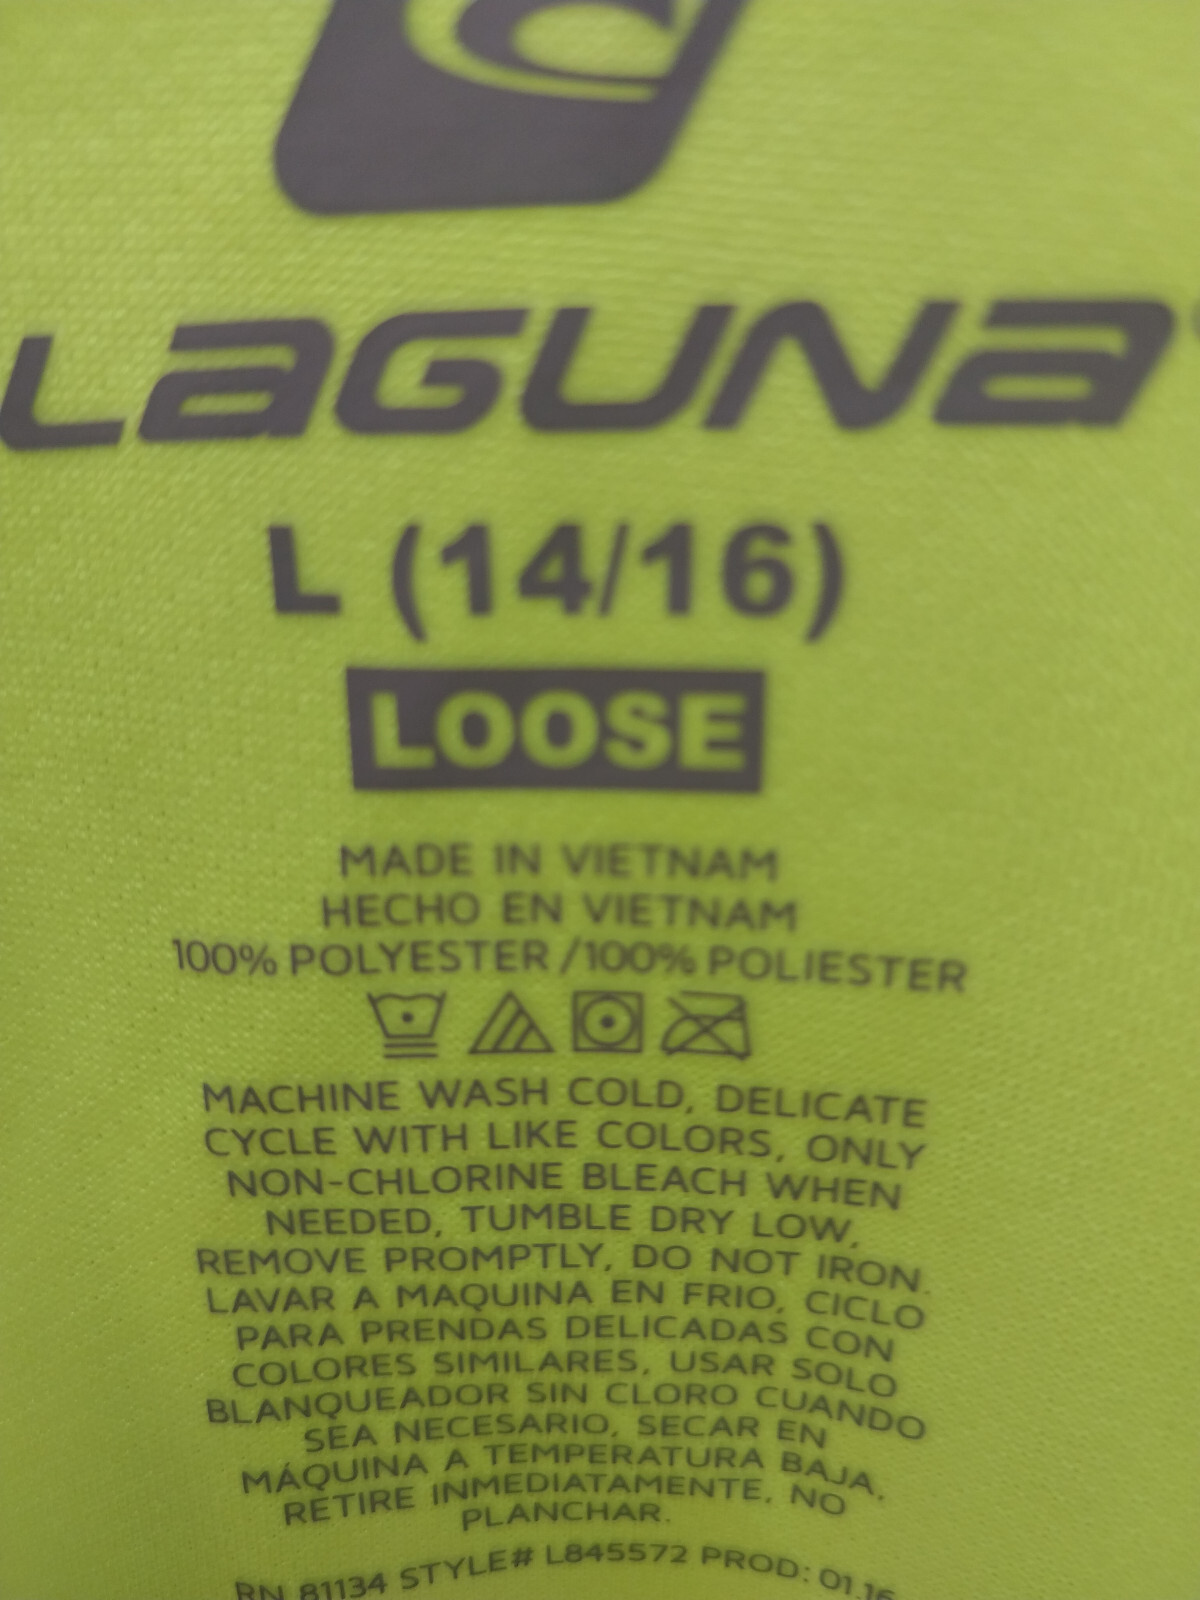 LAGUNA
L (14/16)
LOOSE
MADE IN VIETNAM
HECHO EN VIETNAM
100% POLYESTER / 100% POLIESTER
MACHINE WASH COLD, DELICATE
CYCLE WITH LIKE COLORS, ONLY
NON-CHLORINE BLEACH WHEN
NEEDED, TUMBLE DRY LOW,
REMOVE PROMPTLY, DO NOT IRON.
LAVAR A MAQUINA EN FRIO, CICLO
PARA PRENDAS DELICADAS CON
COLORES SIMILARES, USAR SOLO
BLANQUEADOR SIN CLORO CUANDO
SEA NECESARIO, SECAR EN
MÁQUINA A TEMPERATURA BAJA,
RETIRE INMEDIATAMENTE, NO
PLANCHAR.
RN 81134 STYLE# L845572 PROD: 01.16